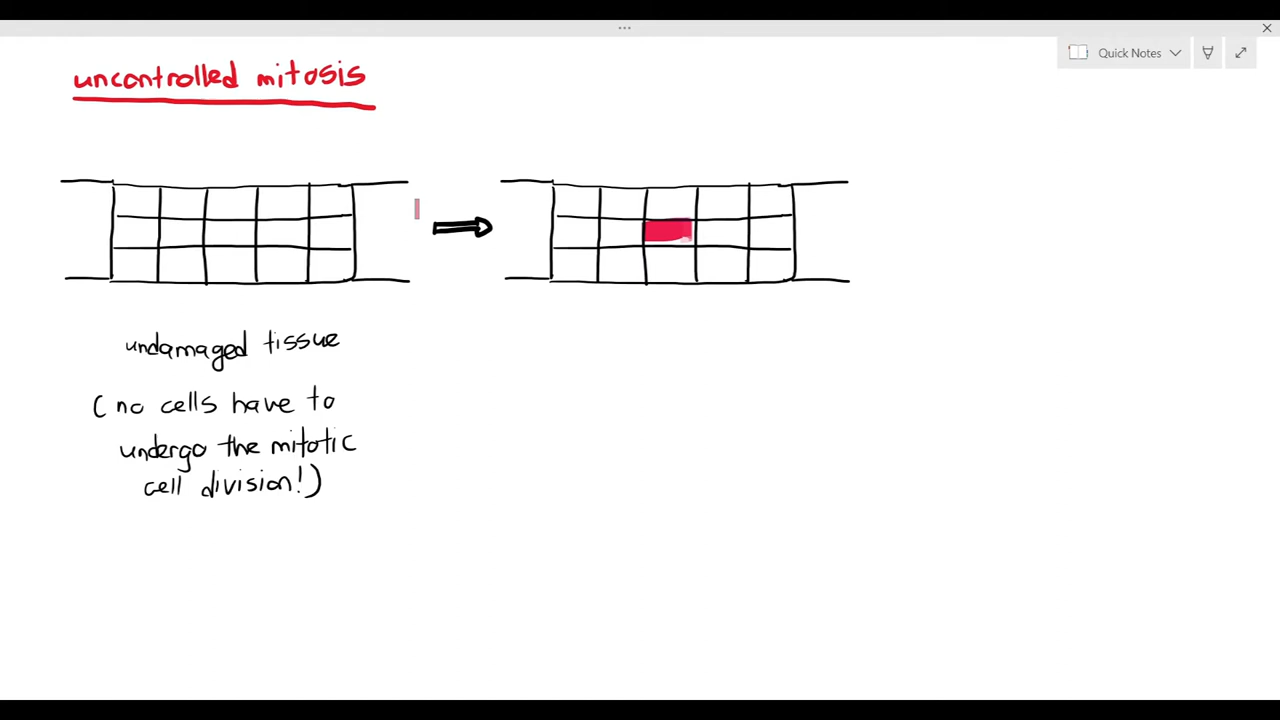 Quick Notes
uncontrolled mitosis
undamaged tissue
( no cells have to
undergo the mitotic
cell division!)